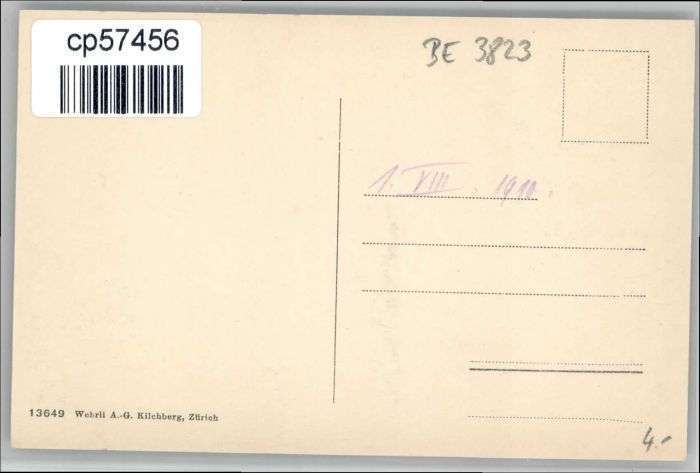 cp57456
BE 3823
1. VIII. 1910.
13649 Wehrli A.-G. Kilchberg, Zürich
4.-